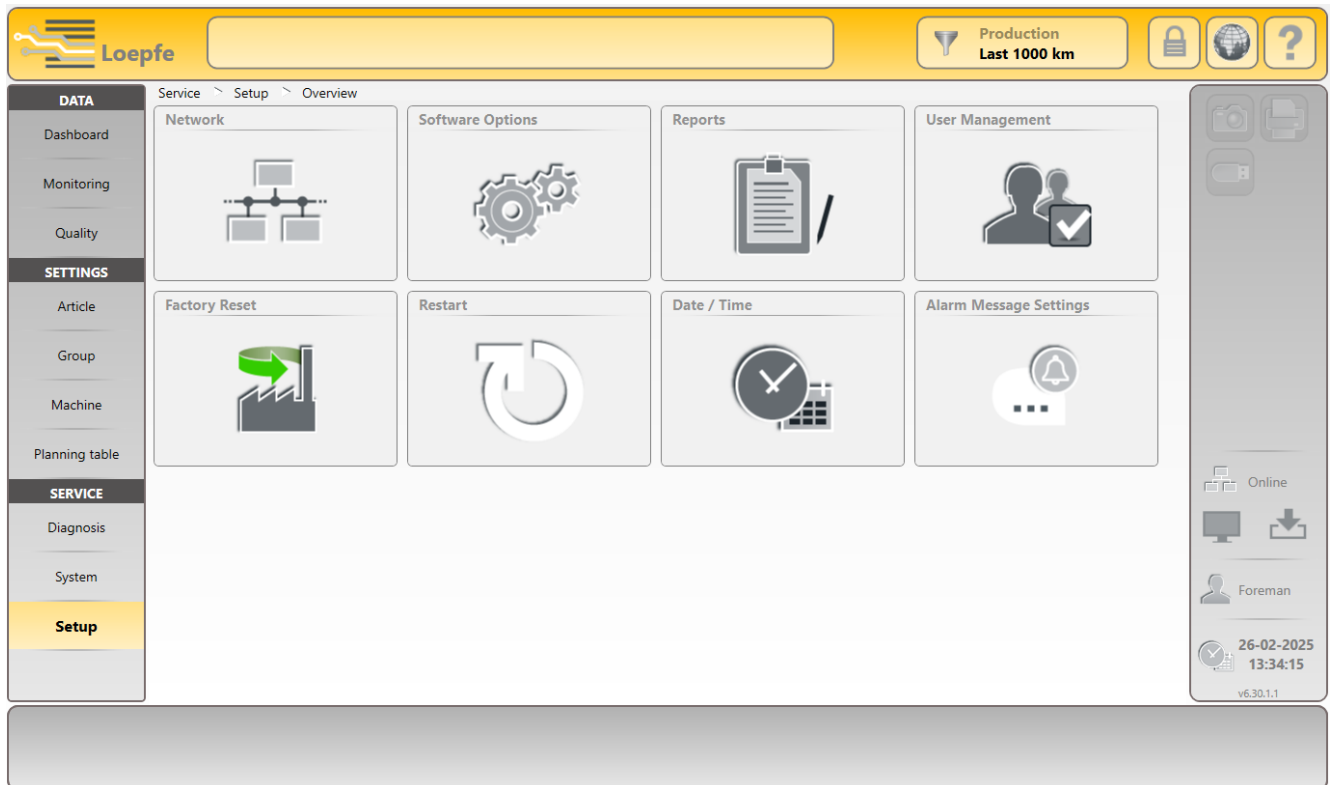 Loepfe
Production
Last 1000 km
DATA
Dashboard
Monitoring
Quality
SETTINGS
Article
Group
Machine
Planning table
SERVICE
Diagnosis
System
Setup
Service > Setup > Overview
Network
Software Options
Reports
User Management
Factory Reset
Restart
Date / Time
Alarm Message Settings
Online
Foreman
26-02-2025
13:34:15
v6.30.1.1